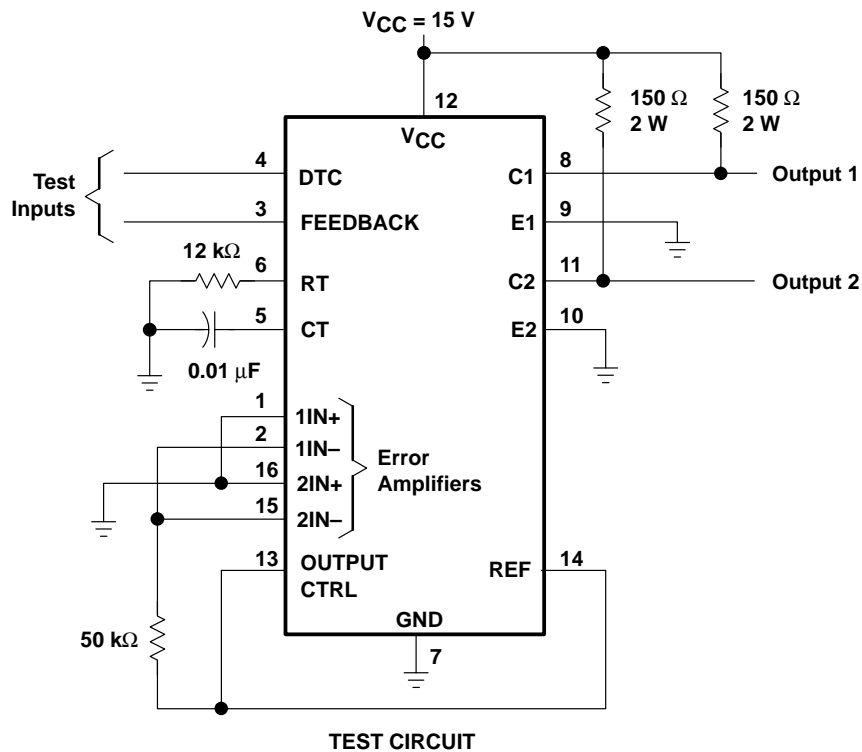 VCC = 15 V
12
150 Ω
2 W
150 Ω
2 W
VCC
Test
Inputs
4
DTC
3
FEEDBACK
12 kΩ
6
RT
5
CT
0.01 μF
C1
8
Output 1
E1
9
C2
11
Output 2
E2
10
1
1IN+
2
1IN–
16
2IN+
15
2IN–
Error
Amplifiers
13
OUTPUT
CTRL
REF
14
GND
7
50 kΩ
TEST CIRCUIT